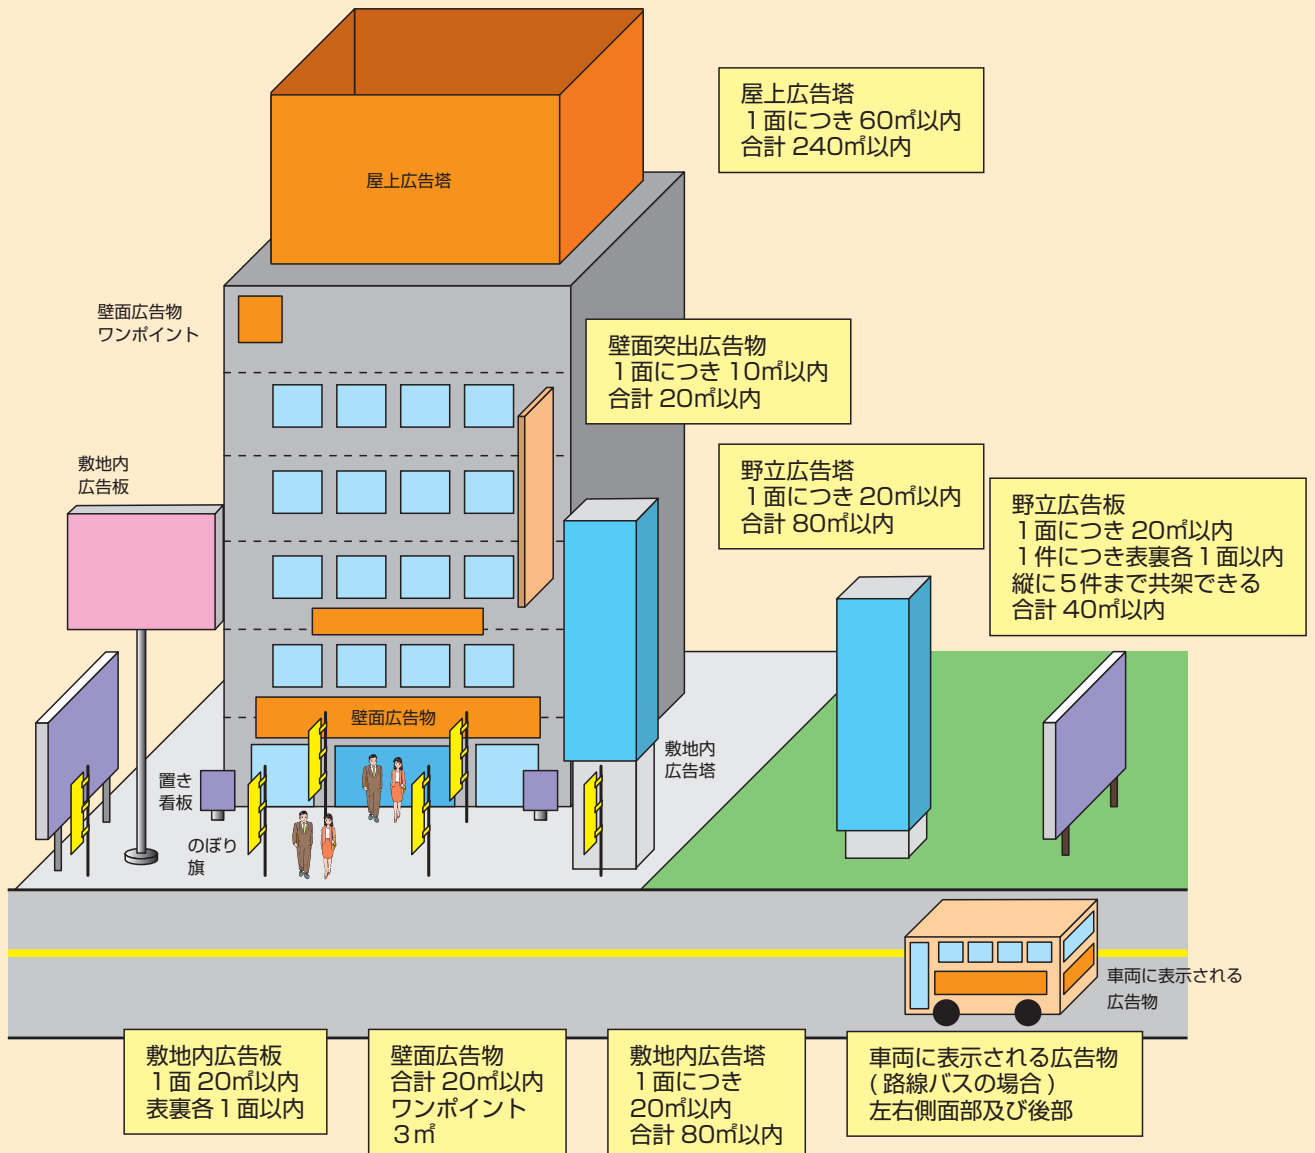 屋上広告塔
1面につき 60㎡以内
合計 240㎡以内
屋上広告塔
壁面広告物
ワンポイント
壁面突出広告物
1面につき 10㎡以内
合計 20㎡以内
敷地内
広告板
野立広告塔
1面につき 20㎡以内
合計 80㎡以内
野立広告板
1面につき 20㎡以内
1件につき表裏各1面以内
縦に5件まで共架できる
合計 40㎡以内
壁面広告物
敷地内
広告塔
置き
看板
のぼり
旗
車両に表示される
広告物
敷地内広告板
1面 20㎡以内
表裏各1面以内
壁面広告物
合計 20㎡以内
ワンポイント
3㎡
敷地内広告塔
1面につき
20㎡以内
合計 80㎡以内
車両に表示される広告物
(路線バスの場合)
左右側面部及び後部